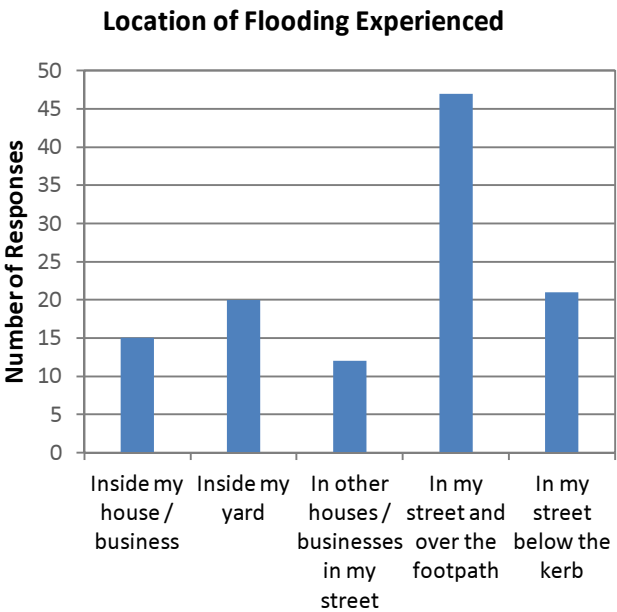 Location of Flooding Experienced
Number of Responses
50
45
40
35
30
25
20
15
10
5
0
Inside my
house /
business
Inside my
yard
In other
houses /
businesses
in my
street
In my
street and
over the
footpath
In my
street
below the
kerb